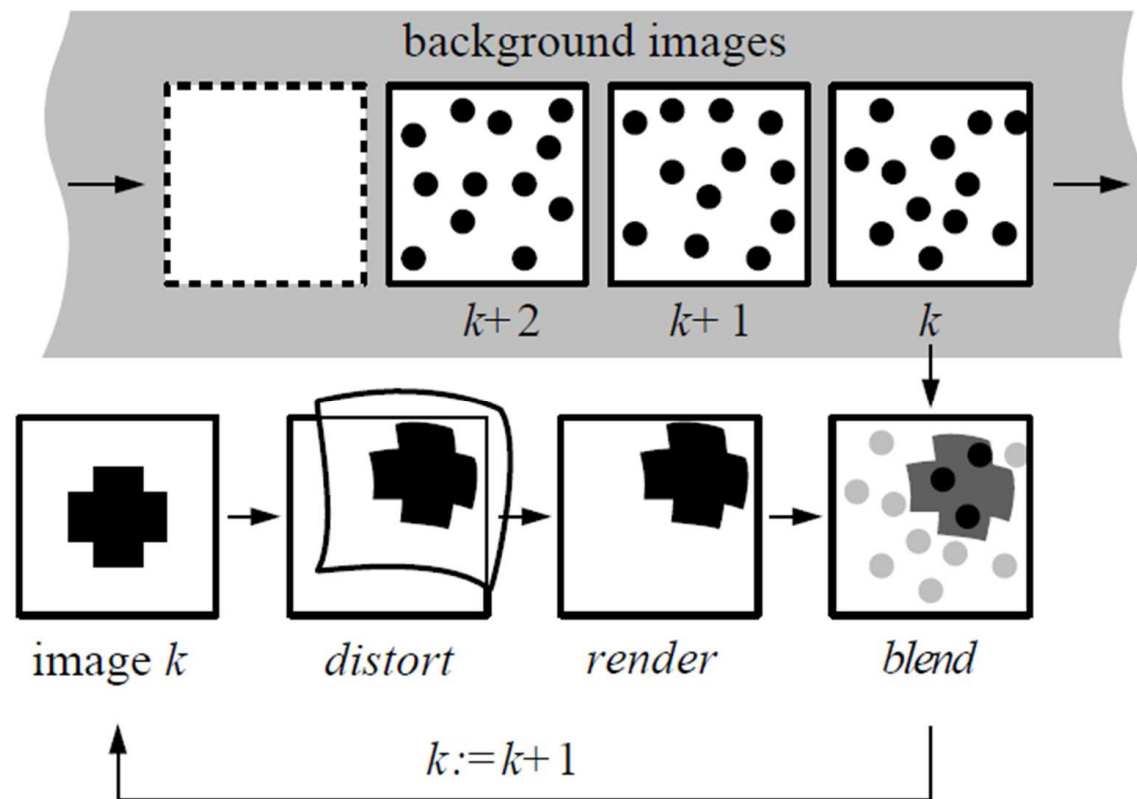 background images
k+2 k+1 k
image k distort render blend
k:=k+1